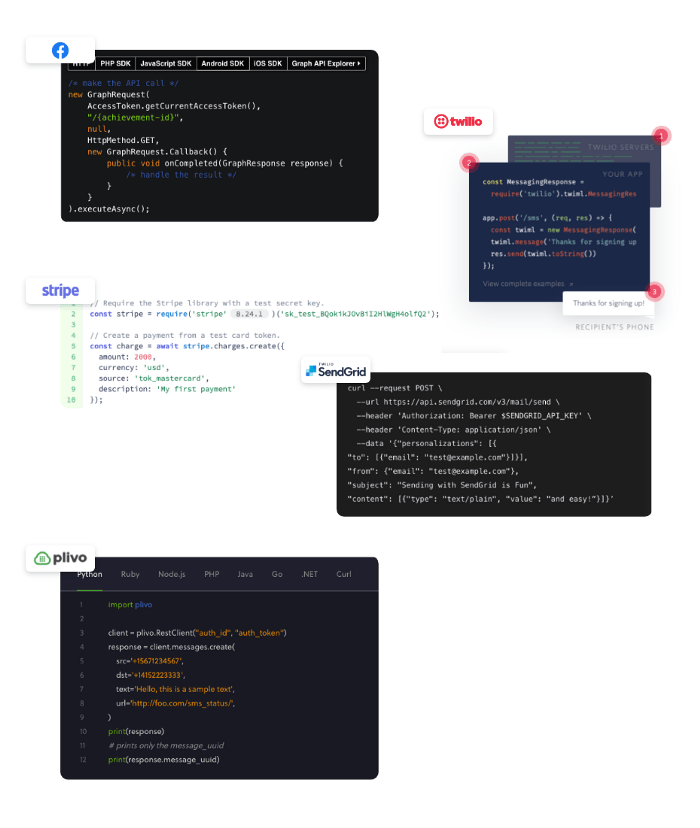 HTTP PHP SDK JavaScript SDK Android SDK iOS SDK Graph API Explorer
/* make the API call */
new GraphRequest(
AccessToken.getCurrentAccessToken(),
"/{achievement-id}",
null,
HttpMethod.GET,
new GraphRequest.Callback() {
public void onCompleted(GraphResponse response) {
/* handle the result */
}
}
).executeAsync();
twilio
1
TWILIO SERVERS
2
YOUR APP
const MessagingResponse =
require('twilio').twiml.MessagingRes
app.post('/sms', (req, res) => {
const twiml = new MessagingResponse(
twiml.message('Thanks for signing up
res.send(twiml.toString())
});
View complete examples →
3
Thanks for signing up!
RECIPIENT'S PHONE
stripe
1 // Require the Stripe library with a test secret key.
2 const stripe = require('stripe' 8.24.1 )('sk_test_BQokikJOvBiI2HlWgH4olfQ2');
3
4 // Create a payment from a test card token.
5 const charge = await stripe.charges.create({
6 amount: 2000,
7 currency: 'usd',
8 source: 'tok_mastercard',
9 description: 'My first payment'
10 });
TWILIO
SendGrid
curl --request POST \
--url https://api.sendgrid.com/v3/mail/send \
--header 'Authorization: Bearer $SENDGRID_API_KEY' \
--header 'Content-Type: application/json' \
--data '{"personalizations": [{
"to": [{"email": "test@example.com"}]}],
"from": {"email": "test@example.com"},
"subject": "Sending with SendGrid is Fun",
"content": [{"type": "text/plain", "value": "and easy!"}]}'
plivo
Python Ruby Node.js PHP Java Go .NET Curl
1 import plivo
2
3 client = plivo.RestClient("auth_id", "auth_token")
4 response = client.messages.create(
5 src='+15671234567',
6 dst='+14152223333',
7 text='Hello, this is a sample text',
8 url="http://foo.com/sms_status/",
9 )
10 print(response)
11 # prints only the message_uuid
12 print(response.message_uuid)